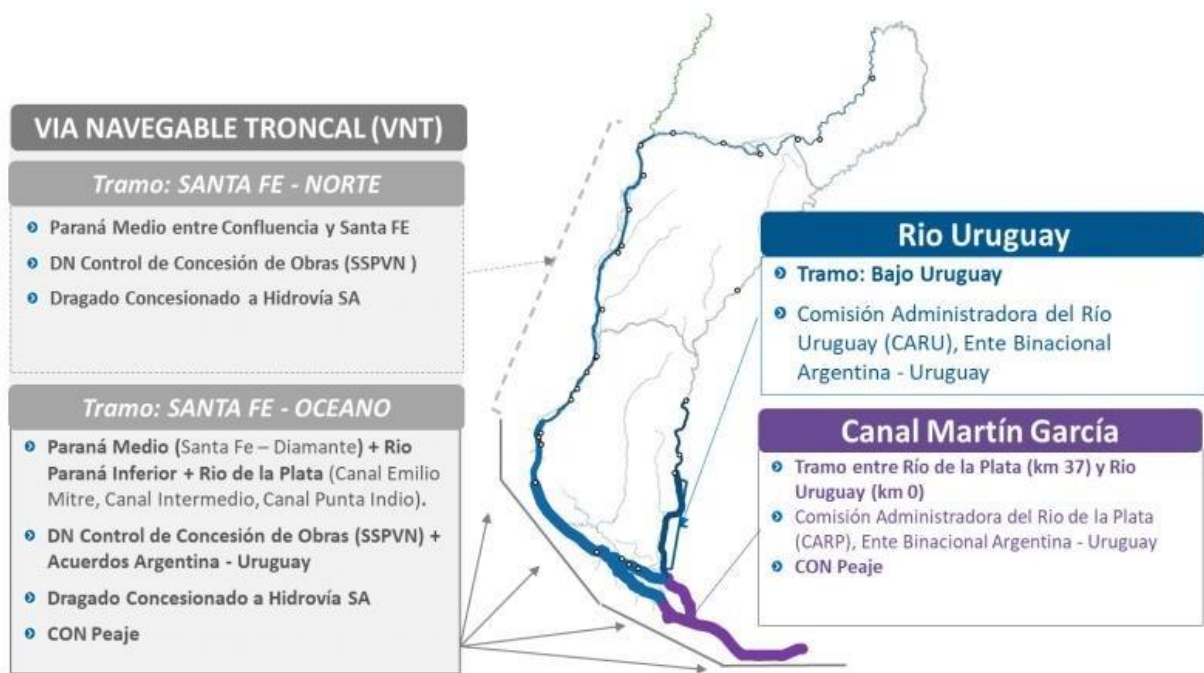 VIA NAVEGABLE TRONCAL (VNT)
Tramo: SANTA FE - NORTE
Paraná Medio entre Confluencia y Santa FE
DN Control de Concesión de Obras (SSPVN )
Dragado Concesionado a Hidrovía SA
Tramo: SANTA FE - OCEANO
Paraná Medio (Santa Fe – Diamante) + Rio
Paraná Inferior + Rio de la Plata (Canal Emilio
Mitre, Canal Intermedio, Canal Punta Indio).
DN Control de Concesión de Obras (SSPVN) +
Acuerdos Argentina - Uruguay
Dragado Concesionado a Hidrovía SA
CON Peaje
Rio Uruguay
Tramo: Bajo Uruguay
Comisión Administradora del Río
Uruguay (CARU), Ente Binacional
Argentina - Uruguay
Canal Martín García
Tramo entre Río de la Plata (km 37) y Rio
Uruguay (km 0)
Comisión Administradora del Rio de la Plata
(CARP), Ente Binacional Argentina - Uruguay
CON Peaje